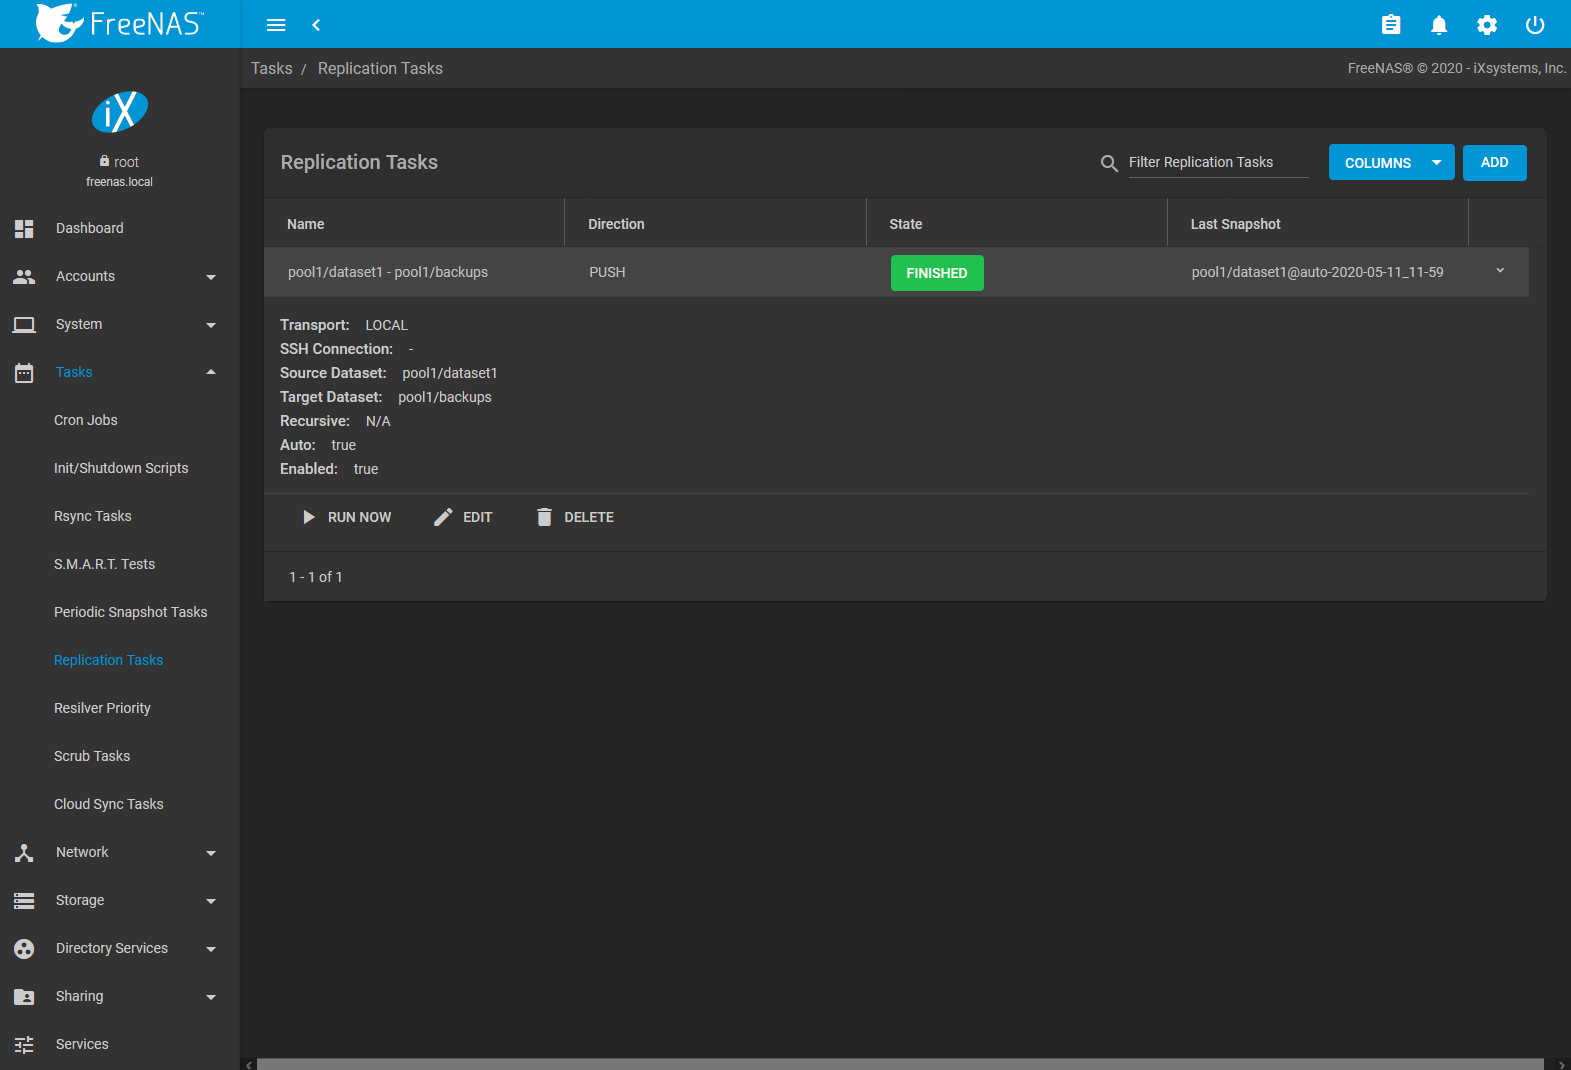 FreeNAS™
Tasks / Replication Tasks
FreeNAS® © 2020 - iXsystems, Inc.
iX
root
freenas.local
Dashboard
Accounts
System
Tasks
Cron Jobs
Init/Shutdown Scripts
Rsync Tasks
S.M.A.R.T. Tests
Periodic Snapshot Tasks
Replication Tasks
Resilver Priority
Scrub Tasks
Cloud Sync Tasks
Network
Storage
Directory Services
Sharing
Services
Replication Tasks
Filter Replication Tasks
COLUMNS
ADD
Name Direction State Last Snapshot
pool1/dataset1 - pool1/backups PUSH FINISHED pool1/dataset1@auto-2020-05-11_11-59
Transport: LOCAL
SSH Connection: -
Source Dataset: pool1/dataset1
Target Dataset: pool1/backups
Recursive: N/A
Auto: true
Enabled: true
RUN NOW EDIT DELETE
1 - 1 of 1